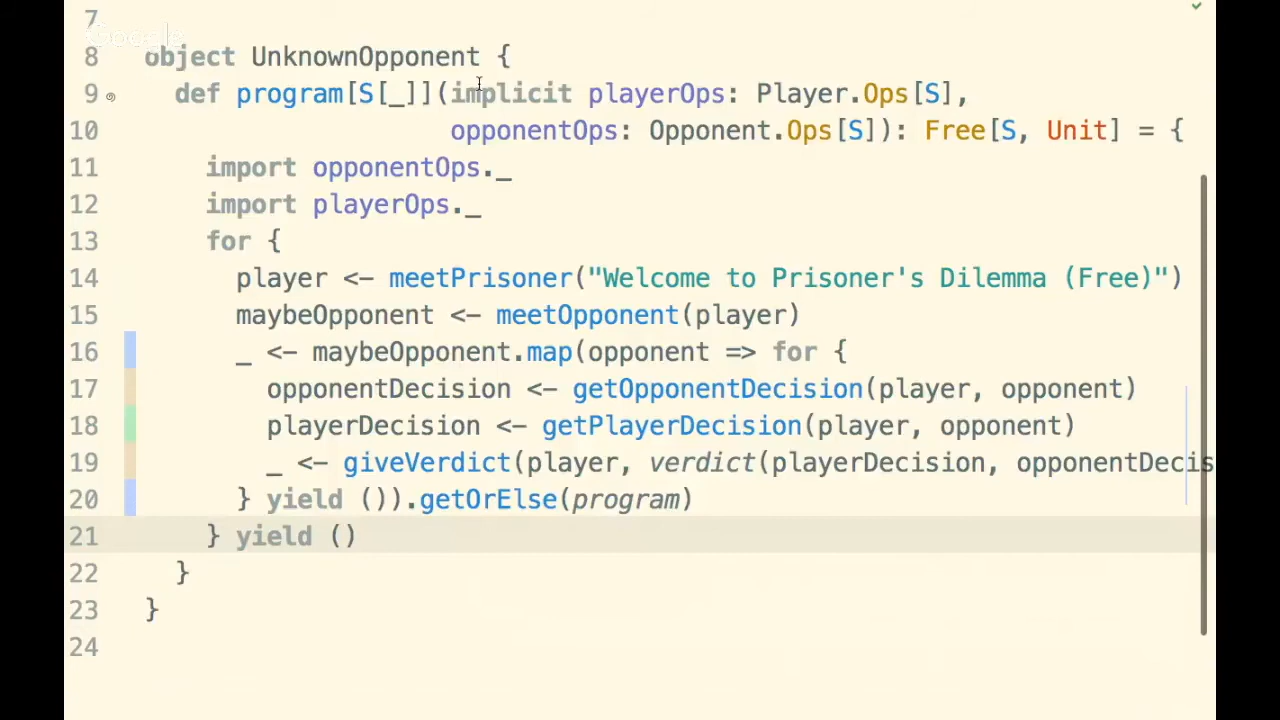 7
Google
8 object UnknownOpponent {
9 def program[S[_]](implicit playerOps: Player.Ops[S],
10 opponentOps: Opponent.Ops[S]): Free[S, Unit] = {
11 import opponentOps._
12 import playerOps._
13 for {
14 player <- meetPrisoner("Welcome to Prisoner's Dilemma (Free)")
15 maybeOpponent <- meetOpponent(player)
16 _ <- maybeOpponent.map(opponent => for {
17 opponentDecision <- getOpponentDecision(player, opponent)
18 playerDecision <- getPlayerDecision(player, opponent)
19 _ <- giveVerdict(player, verdict(playerDecision, opponentDecis
20 } yield ()).getOrElse(program)
21 } yield ()
22 }
23 }
24